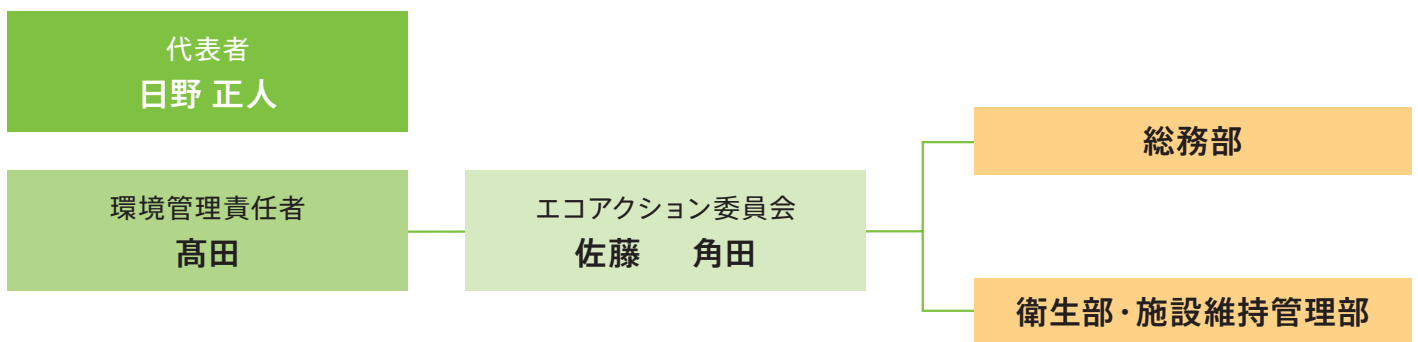 代表者
日野 正人
環境管理責任者
髙田
エコアクション委員会
佐藤 角田
総務部
衛生部・施設維持管理部